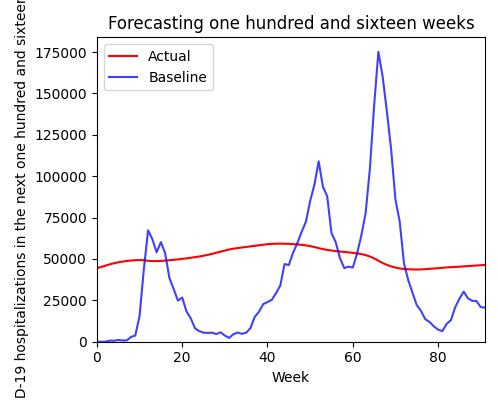 Forecasting one hundred and sixteen weeks
D-19 hospitalizations in the next one hundred and sixteen
175000
150000
125000
100000
75000
50000
25000
0
Actual
Baseline
0 20 40 60 80
Week